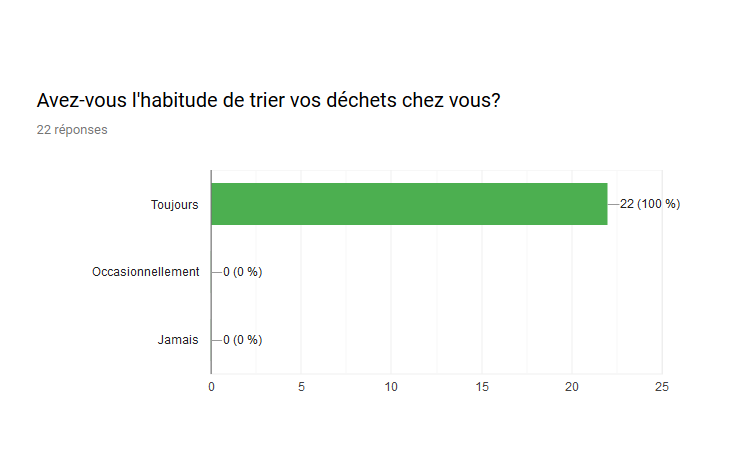 Avez-vous l'habitude de trier vos déchets chez vous?
22 réponses
Toujours 22 (100 %)
Occasionnellement 0 (0 %)
Jamais 0 (0 %)
0 5 10 15 20 25